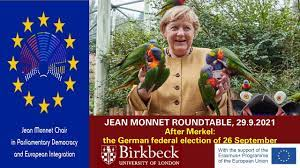 Jean Monnet Chair
in
Parliamentary Democracy
and
European Integration
JEAN MONNET ROUNDTABLE, 29.9.2021
After Merkel:
the German federal election of 26 September
Birkbeck
UNIVERSITY OF LONDON
With the support of the
Erasmus+ Programme
of the European Union